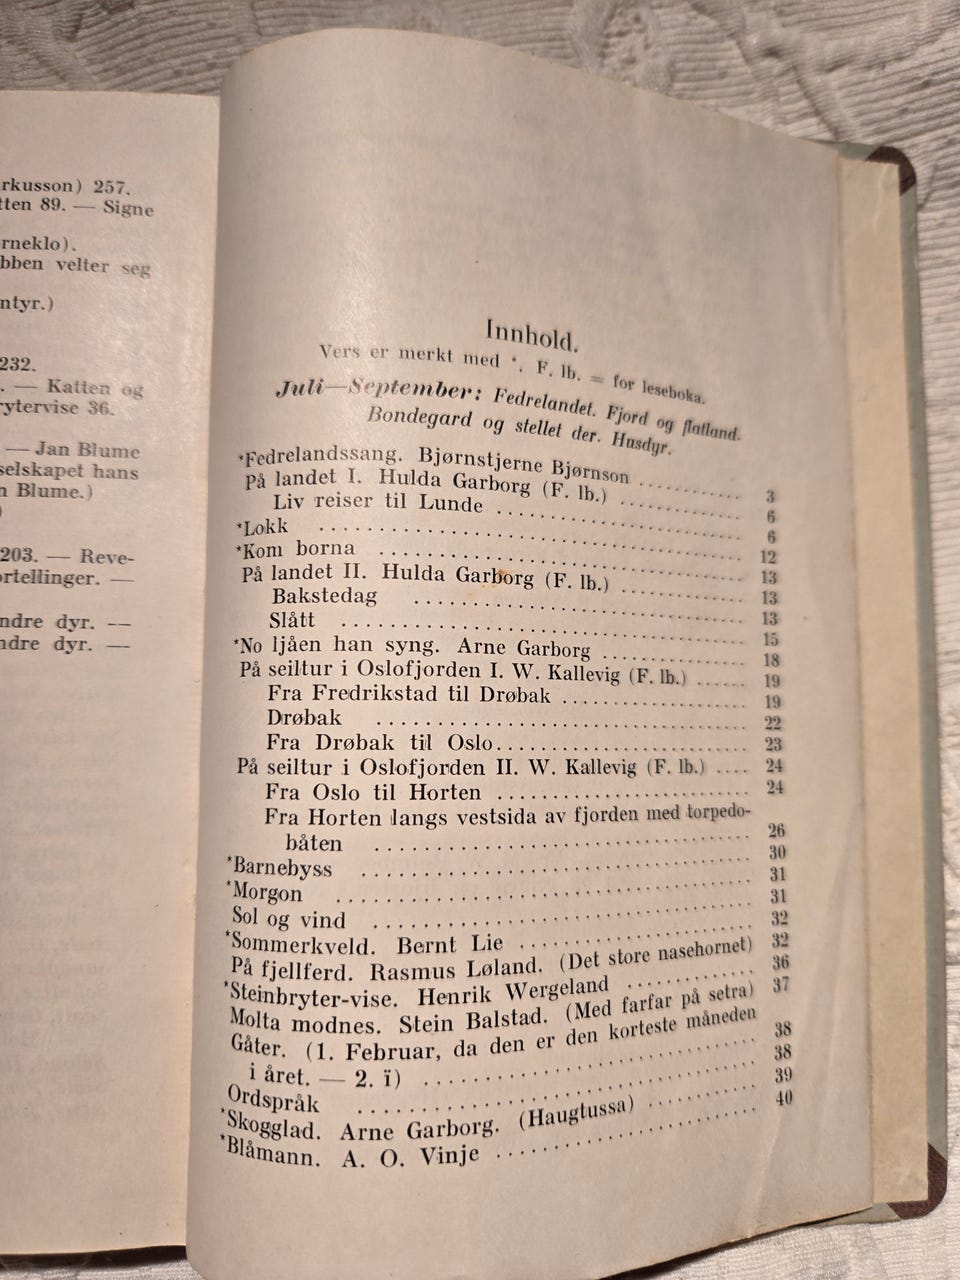 rkusson) 257.
tten 89. — Signe
rneklo).
bben velter seg
ntyr.)
232.
. — Katten og
rytervise 36.
— Jan Blume
selskapet hans
n Blume.)
)
203. — Reve-
ortellinger. —
ndre dyr. —
ndre dyr. —
Innhold.
Vers er merkt med *. F. lb. = for leseboka.
Juli—September: Fedrelandet. Fjord og flatland.
Bondegard og stellet der. Husdyr.
*Fedrelandssang. Bjørnstjerne Bjørnson ............ 3
På landet I. Hulda Garborg (F. lb.) ............ 6
Liv reiser til Lunde ............ 6
*Lokk ............ 12
*Kom borna ............ 13
På landet II. Hulda Garborg (F. lb.) ............ 13
Bakstedag ............ 13
Slått ............ 15
*No ljåen han syng. Arne Garborg ............ 18
På seiltur i Oslofjorden I. W. Kallevig (F. lb.) ...... 19
Fra Fredrikstad til Drøbak ............ 19
Drøbak ............ 22
Fra Drøbak til Oslo............ 23
På seiltur i Oslofjorden II. W. Kallevig (F. lb.) .... 24
Fra Oslo til Horten ............ 24
Fra Horten langs vestsida av fjorden med torpedo-
båten ............ 26
*Barnebyss ............ 30
*Morgon ............ 31
Sol og vind ............ 31
*Sommerkveld. Bernt Lie ............ 32
På fjellferd. Rasmus Løland. (Det store nasehornet) 32
*Steinbryter-vise. Henrik Wergeland ............ 36
Molta modnes. Stein Balstad. (Med farfar på setra) 37
Gåter. (1. Februar, da den er den korteste måneden
i året. — 2. ï) ............ 38
Ordspråk ............ 38
*Skogglad. Arne Garborg. (Haugtussa) ............ 39
*Blåmann. A. O. Vinje ............ 40